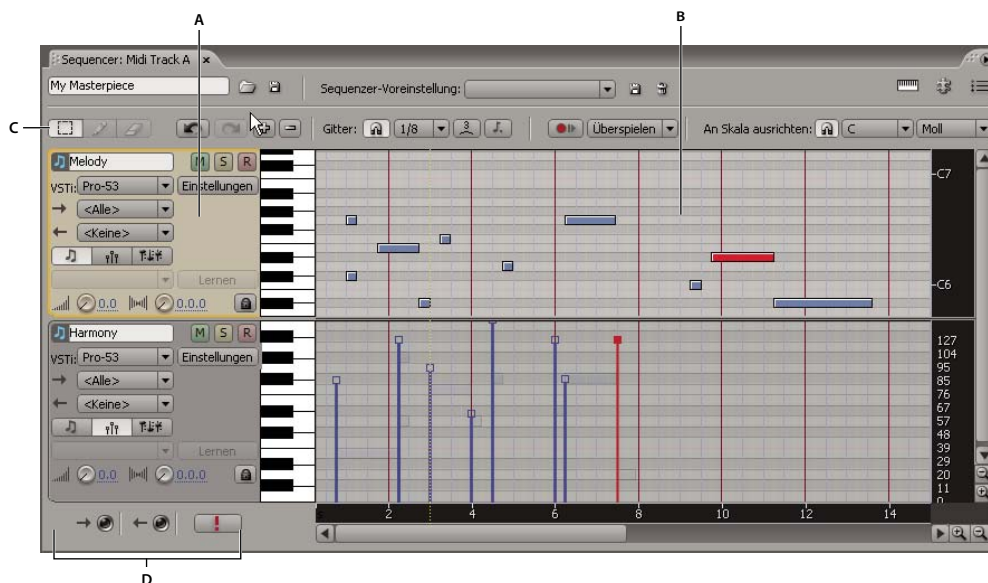 A
B
Sequencer: Midi Track A ×
My Masterpiece
Sequenzer-Voreinstellung:
C
Gitter: 1/8 3 Überspielen An Skala ausrichten: C Moll
Melody M S R
VSTi: Pro-53 Einstellungen
<Alle>
<Keine>
Lernen
0.0 0.0.0
C7
C6
Harmony M S R
VSTi: Pro-53 Einstellungen
<Alle>
<Keine>
Lernen
0.0 0.0.0
127
104
95
85
76
67
57
48
39
29
20
11
0
2 4 6 8 10 12 14
!
D